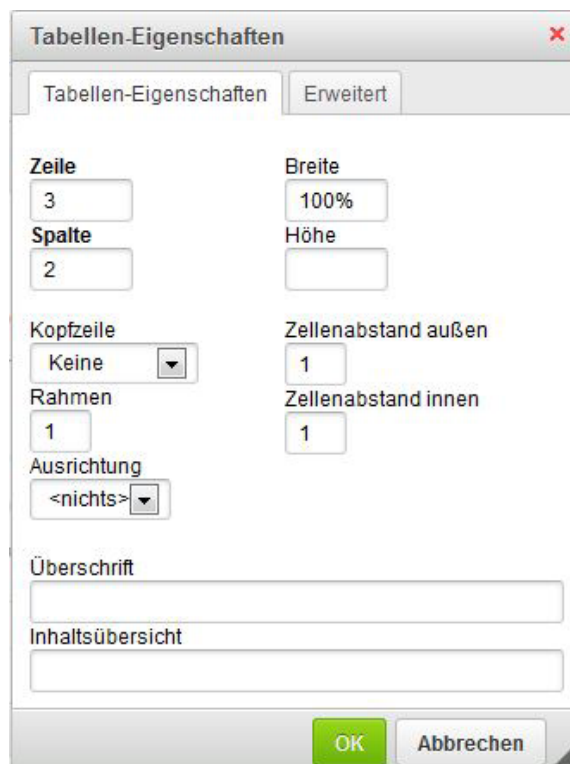 Tabellen-Eigenschaften
Tabellen-Eigenschaften Erweitert
Zeile Breite
3 100%
Spalte Höhe
2
Kopfzeile Zellenabstand außen
Keine 1
Rahmen Zellenabstand innen
1 1
Ausrichtung
<nichts>
Überschrift
Inhaltsübersicht
OK Abbrechen